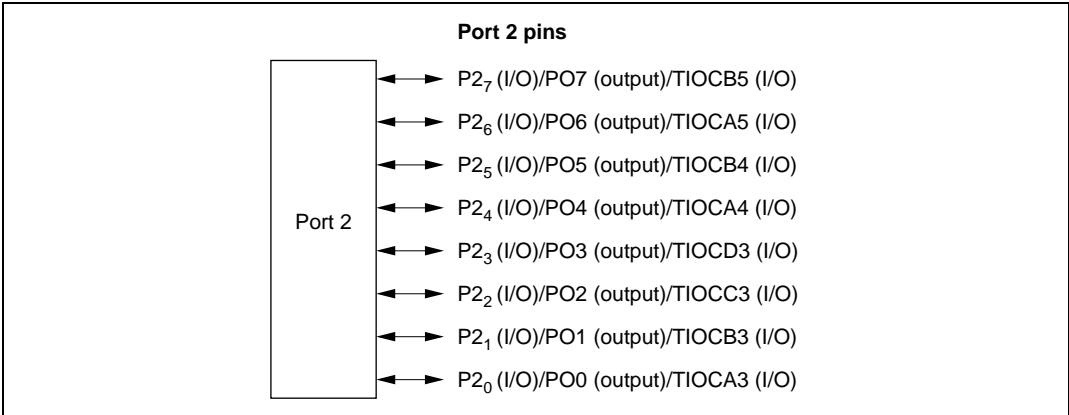 Port 2 pins
P2₇ (I/O)/PO7 (output)/TIOCB5 (I/O)
P2₆ (I/O)/PO6 (output)/TIOCA5 (I/O)
P2₅ (I/O)/PO5 (output)/TIOCB4 (I/O)
P2₄ (I/O)/PO4 (output)/TIOCA4 (I/O)
Port 2
P2₃ (I/O)/PO3 (output)/TIOCD3 (I/O)
P2₂ (I/O)/PO2 (output)/TIOCC3 (I/O)
P2₁ (I/O)/PO1 (output)/TIOCB3 (I/O)
P2₀ (I/O)/PO0 (output)/TIOCA3 (I/O)